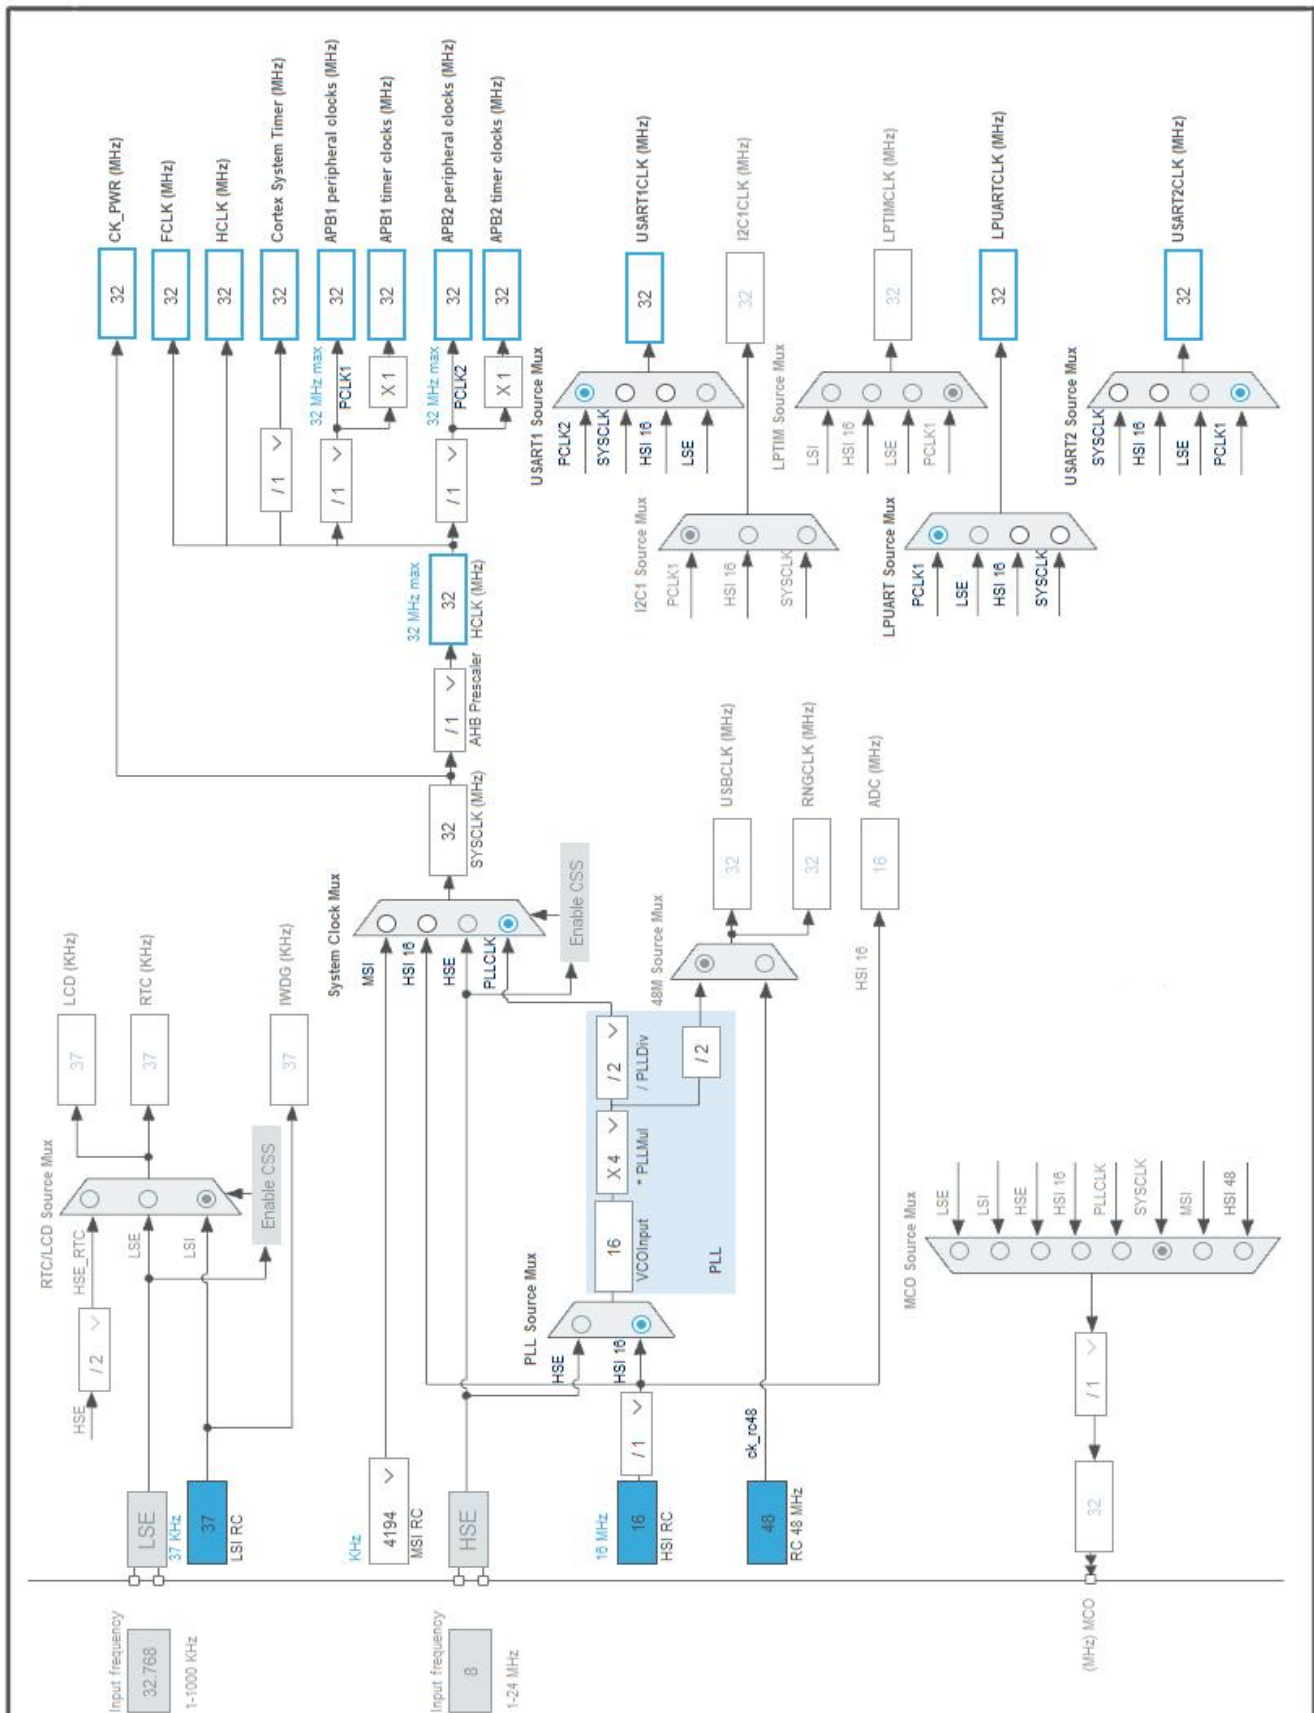 Input frequency
32.768
1-1000 KHz
LSE
37 KHz
37
LSI RC
HSE
/ 2
HSE_RTC
LSE
LSI
RTC/LCD Source Mux
Enable CSS
37
LCD (KHz)
37
RTC (KHz)
37
IWDG (KHz)
Input frequency
8
1-24 MHz
KHz
4194
MSI RC
HSE
16 MHz
16
HSI RC
/ 1
48
RC 48 MHz
ck_rc48
PLL Source Mux
HSE
HSI 16
16
VCOInput
X 4
* PLLMul
/ 2
/ PLLDiv
/ 2
PLL
System Clock Mux
MSI
HSI 16
HSE
PLLCLK
Enable CSS
32
SYSCLK (MHz)
/ 1
AHB Prescaler
32 MHz max
32
HCLK (MHz)
48M Source Mux
32
USBCLK (MHz)
32
RNGCLK (MHz)
HSI 16
16
ADC (MHz)
32
CK_PWR (MHz)
32
FCLK (MHz)
32
HCLK (MHz)
/ 1
32
Cortex System Timer (MHz)
/ 1
32 MHz max
PCLK1
32
APB1 peripheral clocks (MHz)
X 1
32
APB1 timer clocks (MHz)
/ 1
32 MHz max
PCLK2
32
APB2 peripheral clocks (MHz)
X 1
32
APB2 timer clocks (MHz)
USART1 Source Mux
PCLK2
SYSCLK
HSI 16
LSE
32
USART1CLK (MHz)
I2C1 Source Mux
PCLK1
HSI 16
SYSCLK
32
I2C1CLK (MHz)
LPTIM Source Mux
LSI
HSI 16
LSE
PCLK1
32
LPTIMCLK (MHz)
LPUART Source Mux
PCLK1
LSE
HSI 16
SYSCLK
32
LPUARTCLK (MHz)
USART2 Source Mux
SYSCLK
HSI 16
LSE
PCLK1
32
USART2CLK (MHz)
MCO Source Mux
LSE
LSI
HSE
HSI 16
PLLCLK
SYSCLK
MSI
HSI 48
/ 1
32
(MHz) MCO